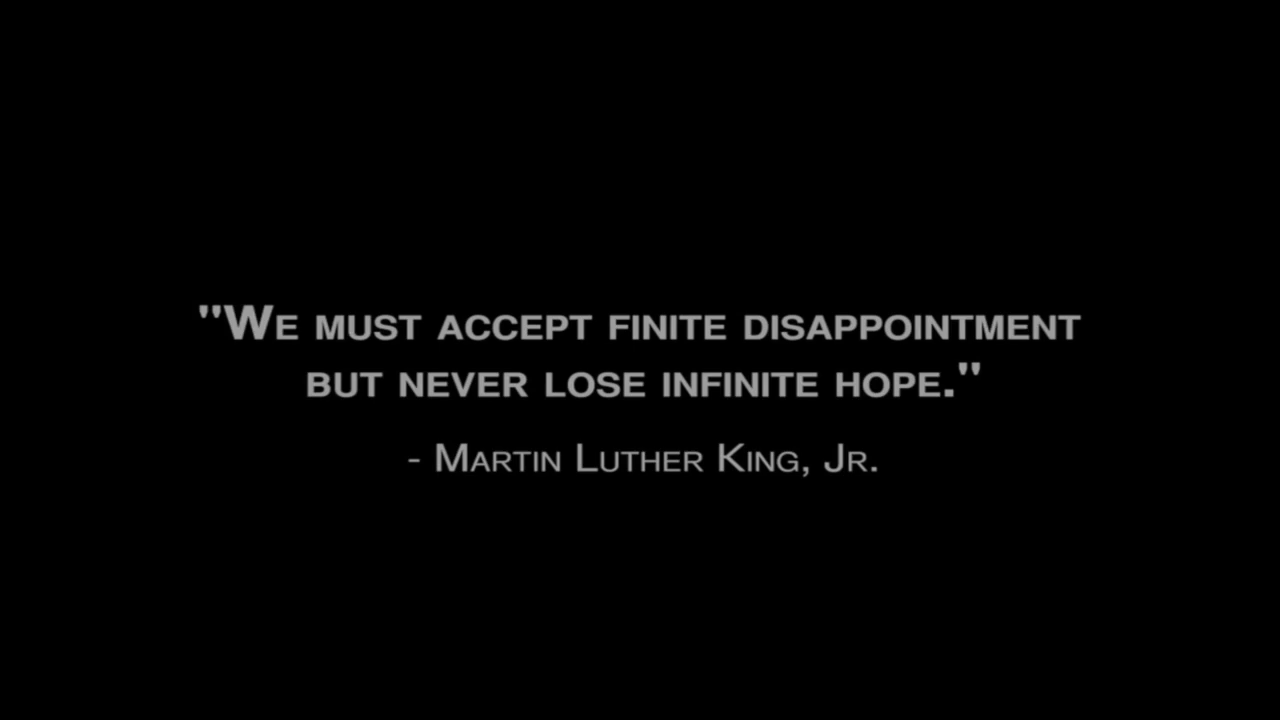 "We must accept finite disappointment
but never lose infinite hope."
- Martin Luther King, Jr.